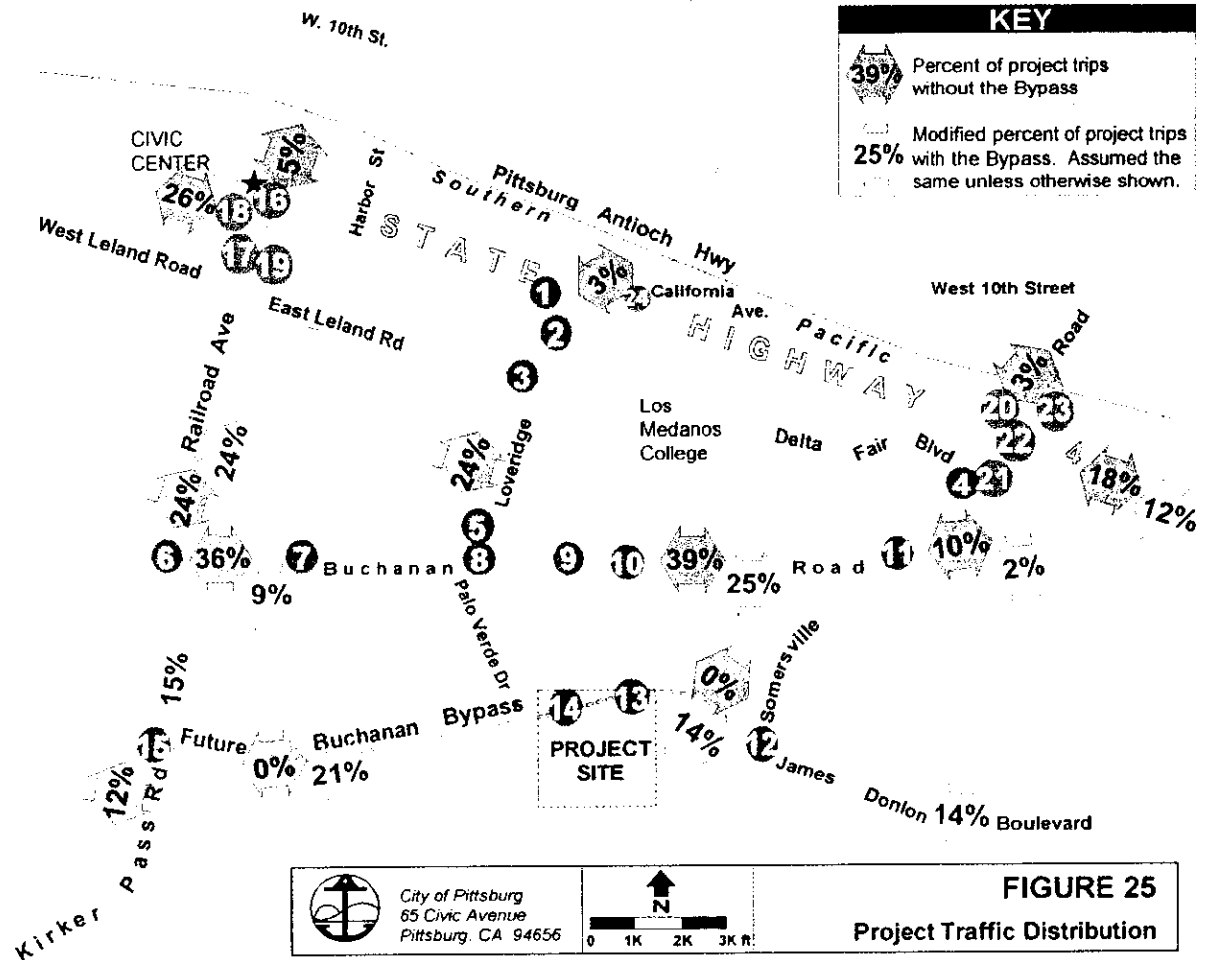 W. 10th St.
KEY
39% Percent of project trips
without the Bypass
Modified percent of project trips
25% with the Bypass. Assumed the
same unless otherwise shown.
CIVIC
CENTER
5%
26%
18
16
17
19
West Leland Road
East Leland Rd
Harbor St
Southern
Pittsburg Antioch Hwy
STATE
1
3%
24
California
Ave.
Pacific
HIGHWAY
2
3
West 10th Street
Road
3%
20
23
22
4
18%
12%
Los
Medanos
College
Delta Fair Blvd
4
21
Railroad Ave
24%
24%
24%
Loveridge
5
6
36%
9%
7
Buchanan
8
9
10
39%
25%
Road
11
10%
2%
Palo Verde Dr
Somersville
15%
15
Future Buchanan Bypass
0%
21%
12%
Kirker Pass Rd
14
13
PROJECT
SITE
0%
14%
12
James Donlon 14% Boulevard
City of Pittsburg
65 Civic Avenue
Pittsburg. CA 94656
N
0 1K 2K 3K ft
FIGURE 25
Project Traffic Distribution